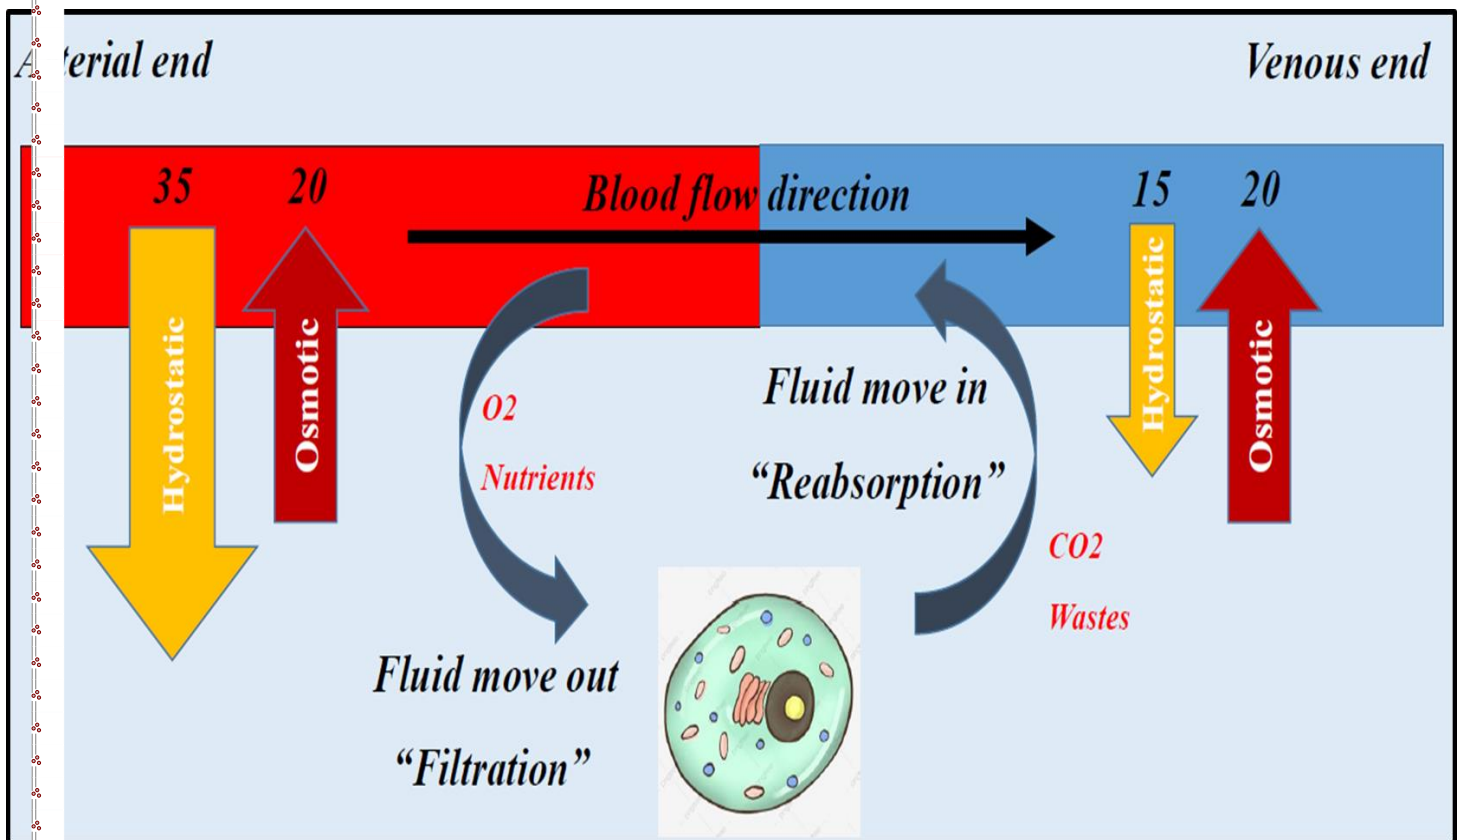 Arterial end
Venous end
35
20
Blood flow direction
15
20
Hydrostatic
Osmotic
O2
Nutrients
Fluid move in
“Reabsorption”
Hydrostatic
Osmotic
CO2
Wastes
Fluid move out
“Filtration”